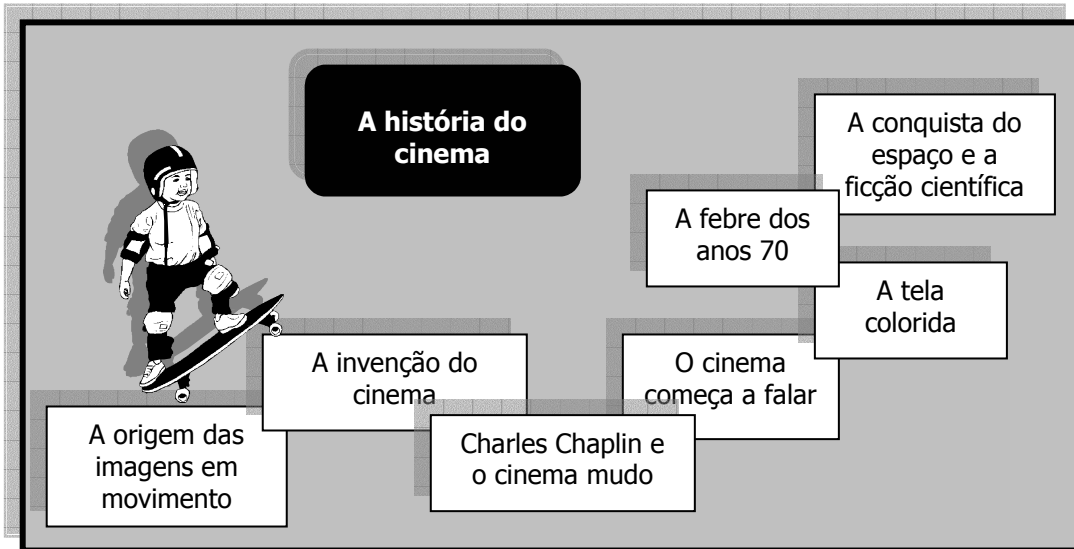 A história do
cinema
A origem das
imagens em
movimento
A invenção do
cinema
Charles Chaplin e
o cinema mudo
O cinema
começa a falar
A tela
colorida
A febre dos
anos 70
A conquista do
espaço e a
ficção científica